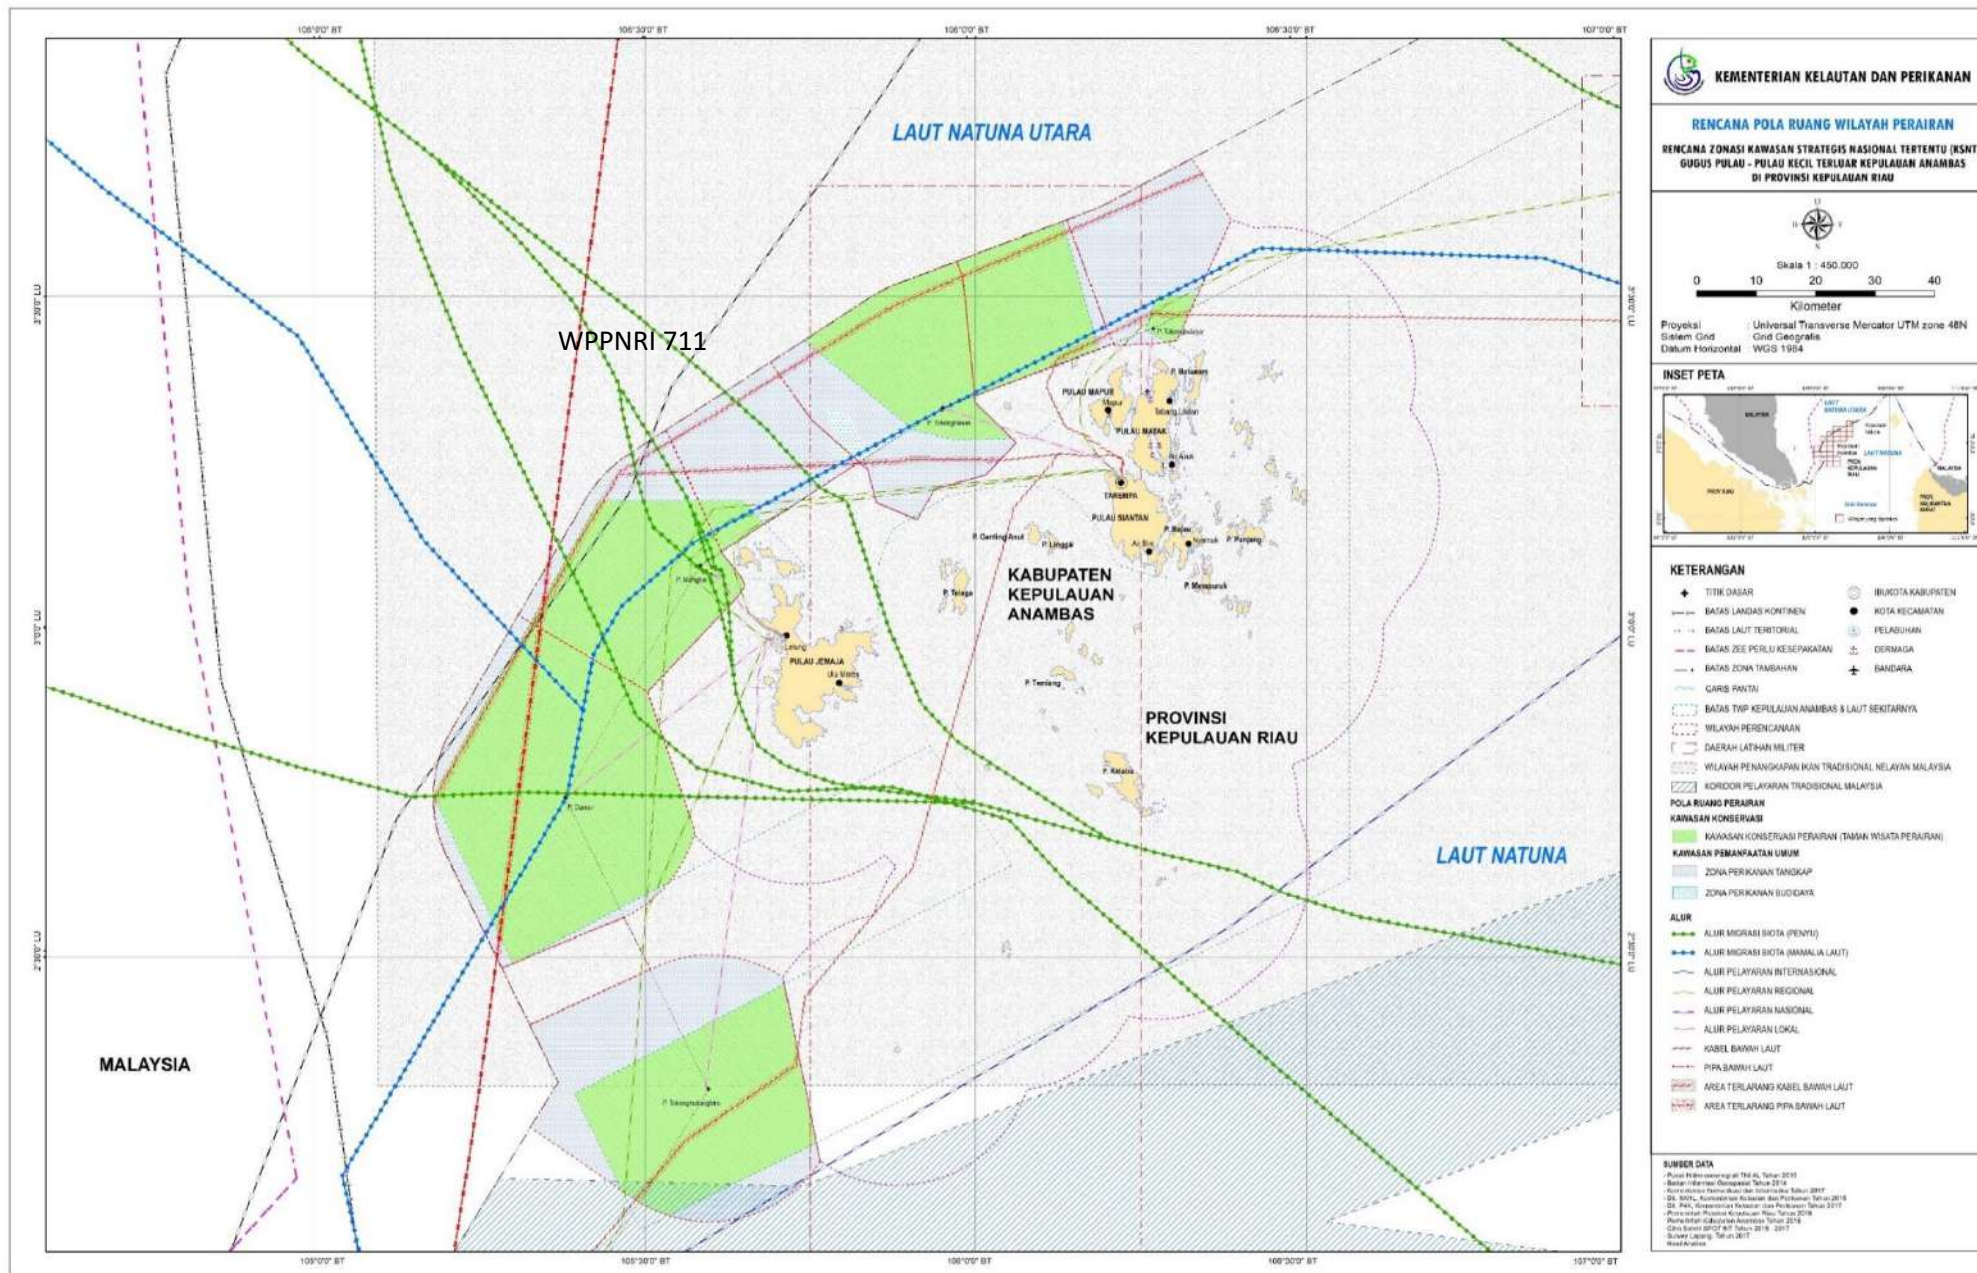 LAUT NATUNA UTARA
WPPNRI 711
PULAU MAPUR
Mapur
PULAU MATAK
TAREMPA
PULAU SIANTAN
P. Bajau
P. Genting Anut
P. Lingga
P. Panjang
P. Telaga
P. Mangkai
Letung
PULAU JEMAJA
P. Temiang
P. Damar
KABUPATEN
KEPULAUAN
ANAMBAS
PROVINSI
KEPULAUAN RIAU
LAUT NATUNA
MALAYSIA
105°0'0" BT
105°30'0" BT
106°0'0" BT
106°30'0" BT
107°0'0" BT
KEMENTERIAN KELAUTAN DAN PERIKANAN
RENCANA POLA RUANG WILAYAH PERAIRAN
RENCANA ZONASI KAWASAN STRATEGIS NASIONAL TERTENTU (KSNT
GUGUS PULAU - PULAU KECIL TERLUAR KEPULAUAN ANAMBAS
DI PROVINSI KEPULAUAN RIAU
U
B T
S
Skala 1 : 450.000
0 10 20 30 40
Kilometer
Proyeksi : Universal Transverse Mercator UTM zone 48N
Sistem Grid : Grid Geografis
Datum Horizontal : WGS 1984
INSET PETA
KETERANGAN
TITIK DASAR
BATAS LANDAS KONTINEN
BATAS LAUT TERITORIAL
BATAS ZEE PERLU KESEPAKATAN
BATAS ZONA TAMBAHAN
GARIS PANTAI
IBUKOTA KABUPATEN
KOTA KECAMATAN
PELABUHAN
DERMAGA
BANDARA
BATAS TWP KEPULAUAN ANAMBAS & LAUT SEKITARNYA
WILAYAH PERENCANAAN
DAERAH LATIHAN MILITER
WILAYAH PENANGKAPAN IKAN TRADISIONAL NELAYAN MALAYSIA
KORIDOR PELAYARAN TRADISIONAL MALAYSIA
POLA RUANG PERAIRAN
KAWASAN KONSERVASI
KAWASAN KONSERVASI PERAIRAN (TAMAN WISATA PERAIRAN)
KAWASAN PEMANFAATAN UMUM
ZONA PERIKANAN TANGKAP
ZONA PERIKANAN BUDIDAYA
ALUR
ALUR MIGRASI BIOTA (PENYU)
ALUR MIGRASI BIOTA (MAMALIA LAUT)
ALUR PELAYARAN INTERNASIONAL
ALUR PELAYARAN REGIONAL
ALUR PELAYARAN NASIONAL
ALUR PELAYARAN LOKAL
KABEL BAWAH LAUT
PIPA BAWAH LAUT
AREA TERLARANG KABEL BAWAH LAUT
AREA TERLARANG PIPA BAWAH LAUT
SUMBER DATA